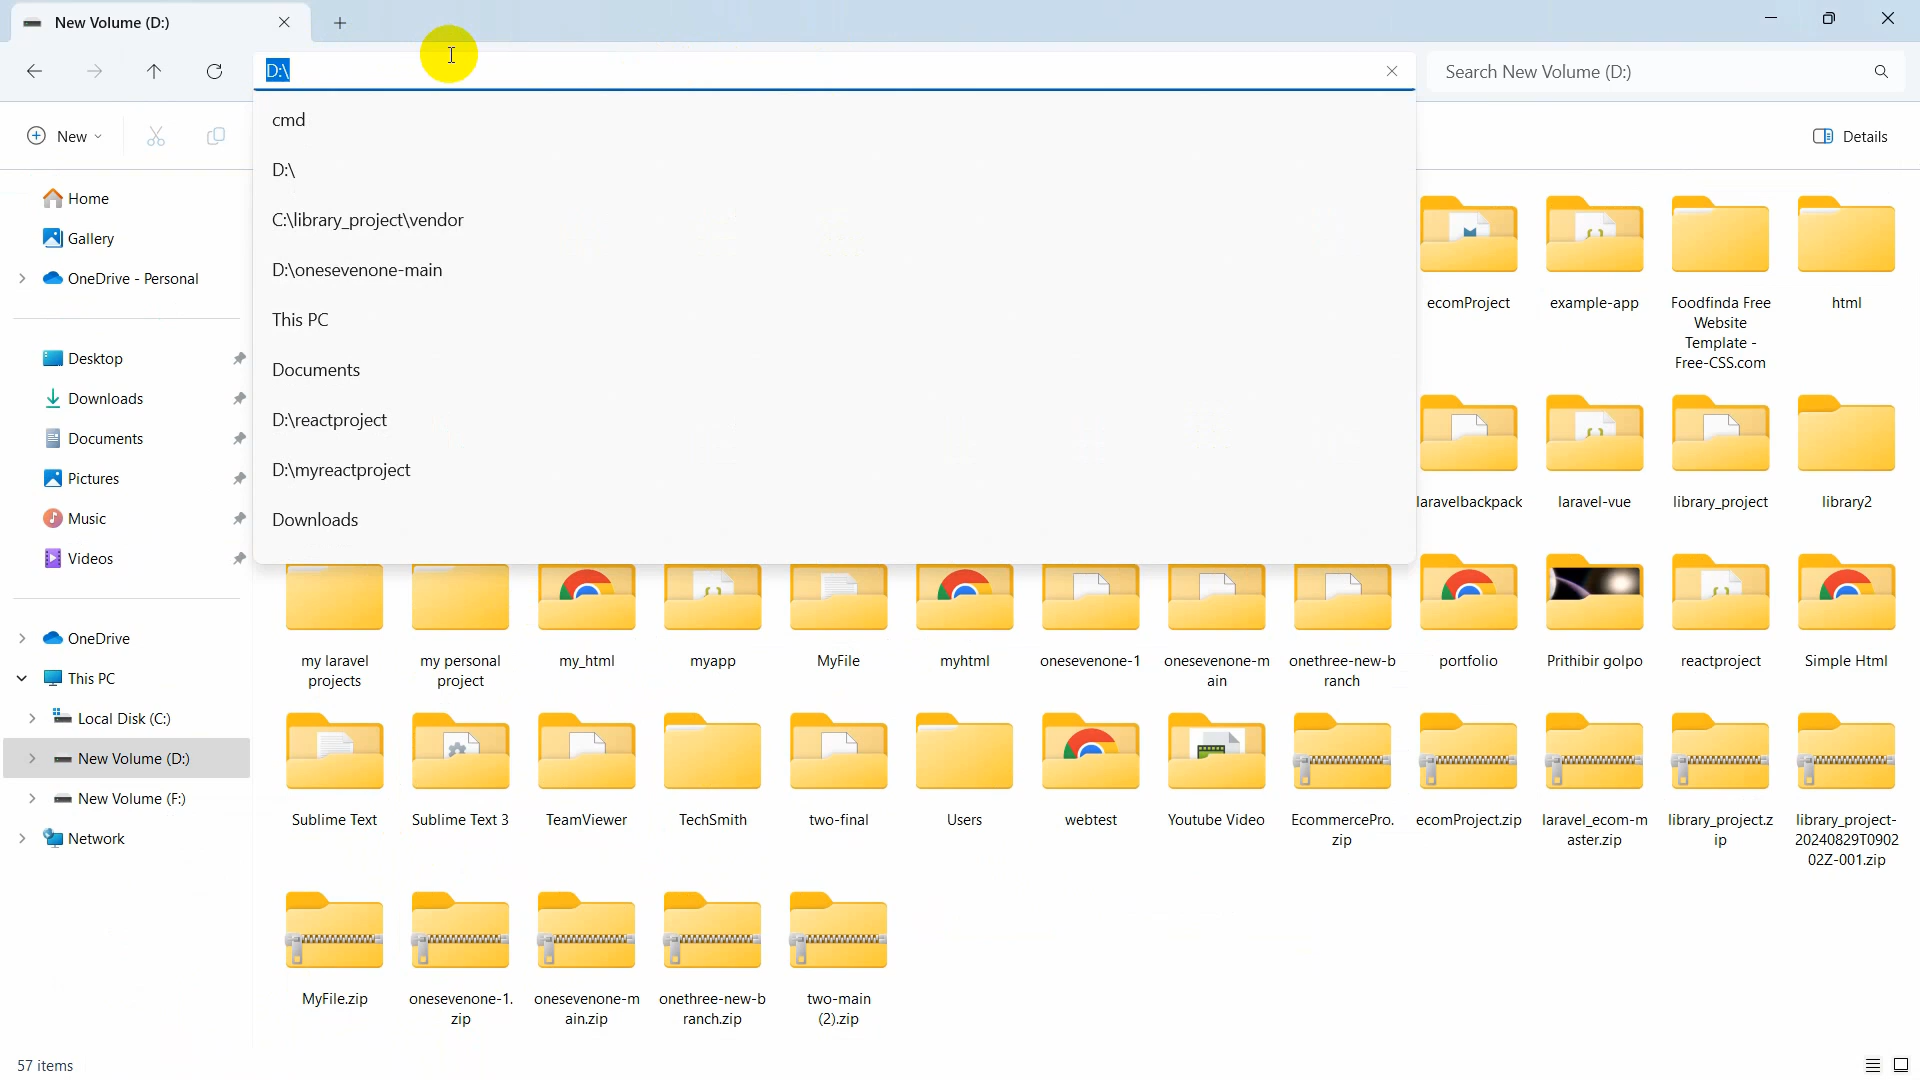 New Volume (D:)
D:\
Search New Volume (D:)
New
Details
cmd
D:\
C:\library_project\vendor
D:\onesevenone-main
This PC
Documents
D:\reactproject
D:\myreactproject
Downloads
Home
Gallery
OneDrive - Personal
Desktop
Downloads
Documents
Pictures
Music
Videos
OneDrive
This PC
Local Disk (C:)
New Volume (D:)
New Volume (F:)
Network
ecomProject
example-app
Foodfinda Free
Website
Template -
Free-CSS.com
html
laravelbackpack
laravel-vue
library_project
library2
my laravel
projects
my personal
project
my_html
myapp
MyFile
myhtml
onesevenone-1
onesevenone-m
ain
onethree-new-b
ranch
portfolio
Prithibir golpo
reactproject
Simple Html
Sublime Text
Sublime Text 3
TeamViewer
TechSmith
two-final
Users
webtest
Youtube Video
EcommercePro.
zip
ecomProject.zip
laravel_ecom-m
aster.zip
library_project.z
ip
library_project-
20240829T0902
02Z-001.zip
MyFile.zip
onesevenone-1.
zip
onesevenone-m
ain.zip
onethree-new-b
ranch.zip
two-main
(2).zip
57 items